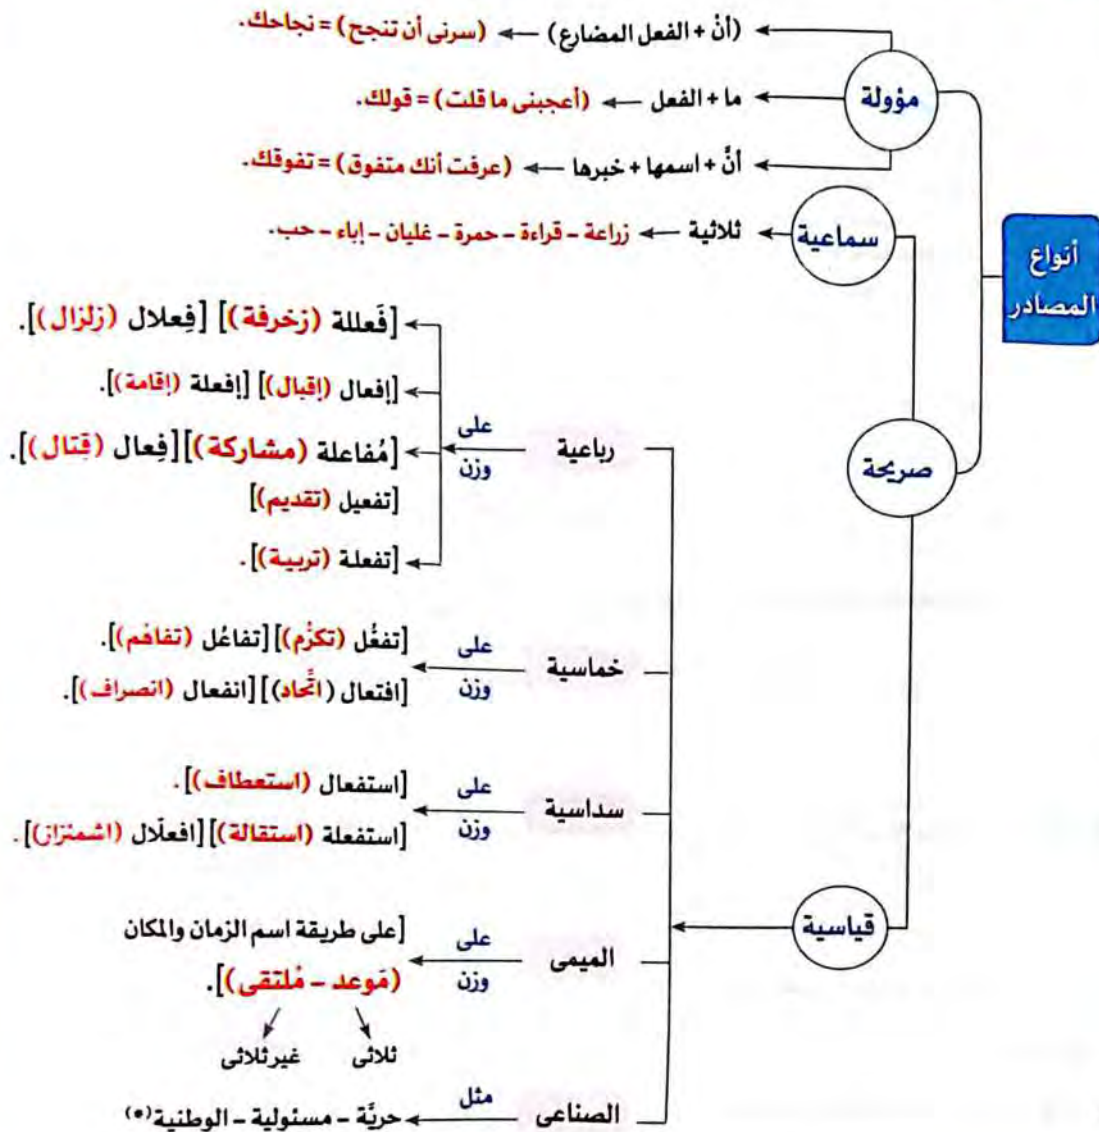 أنواع
المصادر
مؤولة
(أنْ + الفعل المضارع) ← (سرنى أن تنجح) = نجاحك.
ما + الفعل ← (أعجبنى ما قلت) = قولك.
أنَّ + اسمها + خبرها ← (عرفت أنك متفوق) = تفوقك.
صريحة
سماعية
ثلاثية ← زراعة - قراءة - حمرة - غليان - إباء - حب.
قياسية
رباعية
على
وزن
[فَعللة (زخرفة)] [فِعلال (زلزال)].
[إفعال (إقبال)] [إفعلة (إقامة)].
[مُفاعلة (مشاركة)] [فِعال (قِتال)].
[تفعيل (تقديم)]
[تفعلة (تربية)].
خماسية
على
وزن
[تفعُّل (تكرُّم)] [تفاعُل (تفاهُم)].
[افتعال (اتِّحاد)] [انفعال (انصراف)].
سداسية
على
وزن
[استفعال (استعطاف)].
[استفعلة (استقالة)] [افعلّال (اشمئزاز)].
الميمى
على
وزن
[على طريقة اسم الزمان والمكان
(مَوعد - مُلتقى)].
ثلاثى
غير ثلاثى
الصناعى
مثل
حريَّة - مسئولية - الوطنية(*)